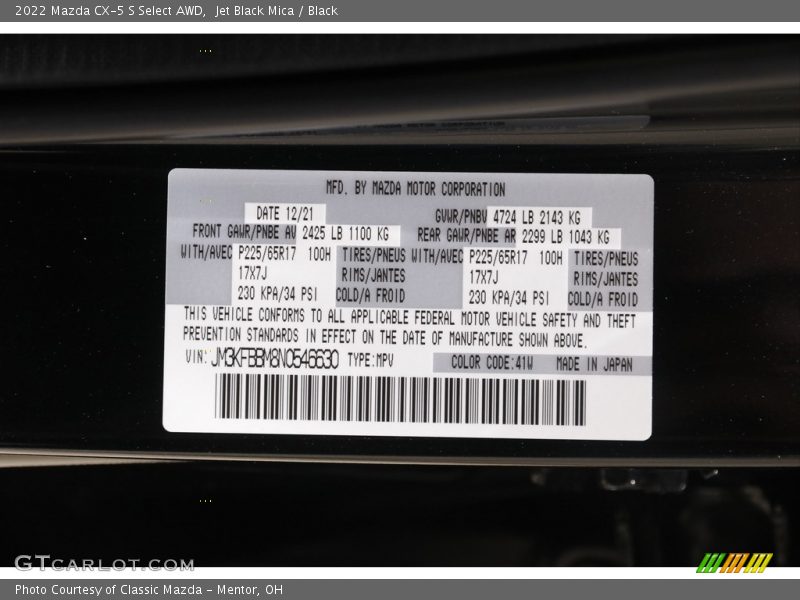 2022 Mazda CX-5 S Select AWD,  Jet Black Mica / Black
MFD. BY MAZDA MOTOR CORPORATION
DATE 12/21 GVWR/PNBV 4724 LB 2143 KG
FRONT GAWR/PNBE AV 2425 LB 1100 KG REAR GAWR/PNBE AR 2299 LB 1043 KG
WITH/AVEC P225/65R17 100H TIRES/PNEUS WITH/AVEC P225/65R17 100H TIRES/PNEUS
17X7J RIMS/JANTES 17X7J RIMS/JANTES
230 KPA/34 PSI COLD/A FROID 230 KPA/34 PSI COLD/A FROID
THIS VEHICLE CONFORMS TO ALL APPLICABLE FEDERAL MOTOR VEHICLE SAFETY AND THEFT
PREVENTION STANDARDS IN EFFECT ON THE DATE OF MANUFACTURE SHOWN ABOVE.
VIN: JM3KFBBM8N0546630 TYPE:MPV COLOR CODE:41W MADE IN JAPAN
GTcarlot.com
Photo Courtesy of Classic Mazda - Mentor, OH